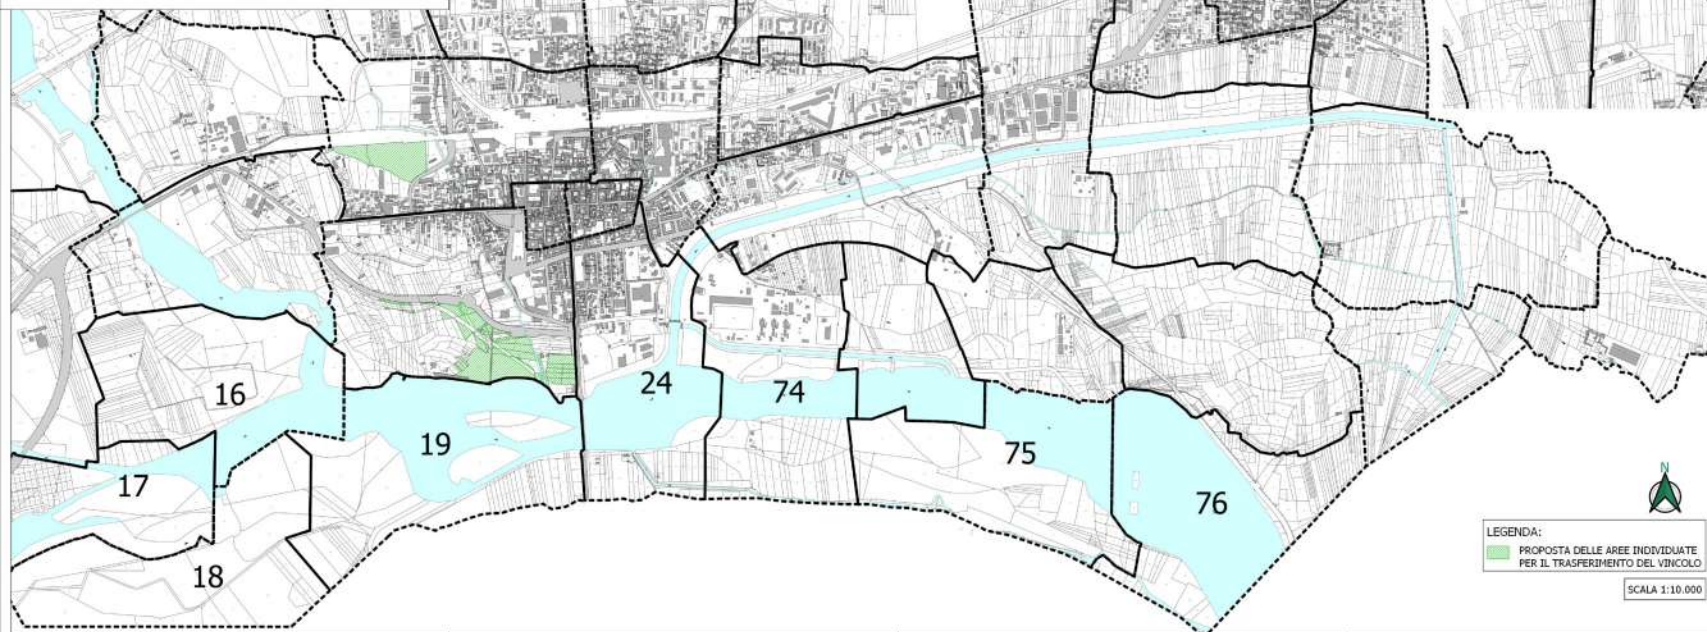 16
24
74
19
75
17
76
18
N
LEGENDA:
PROPOSTA DELLE AREE INDIVIDUATE
PER IL TRASFERIMENTO DEL VINCOLO
SCALA 1:10.000